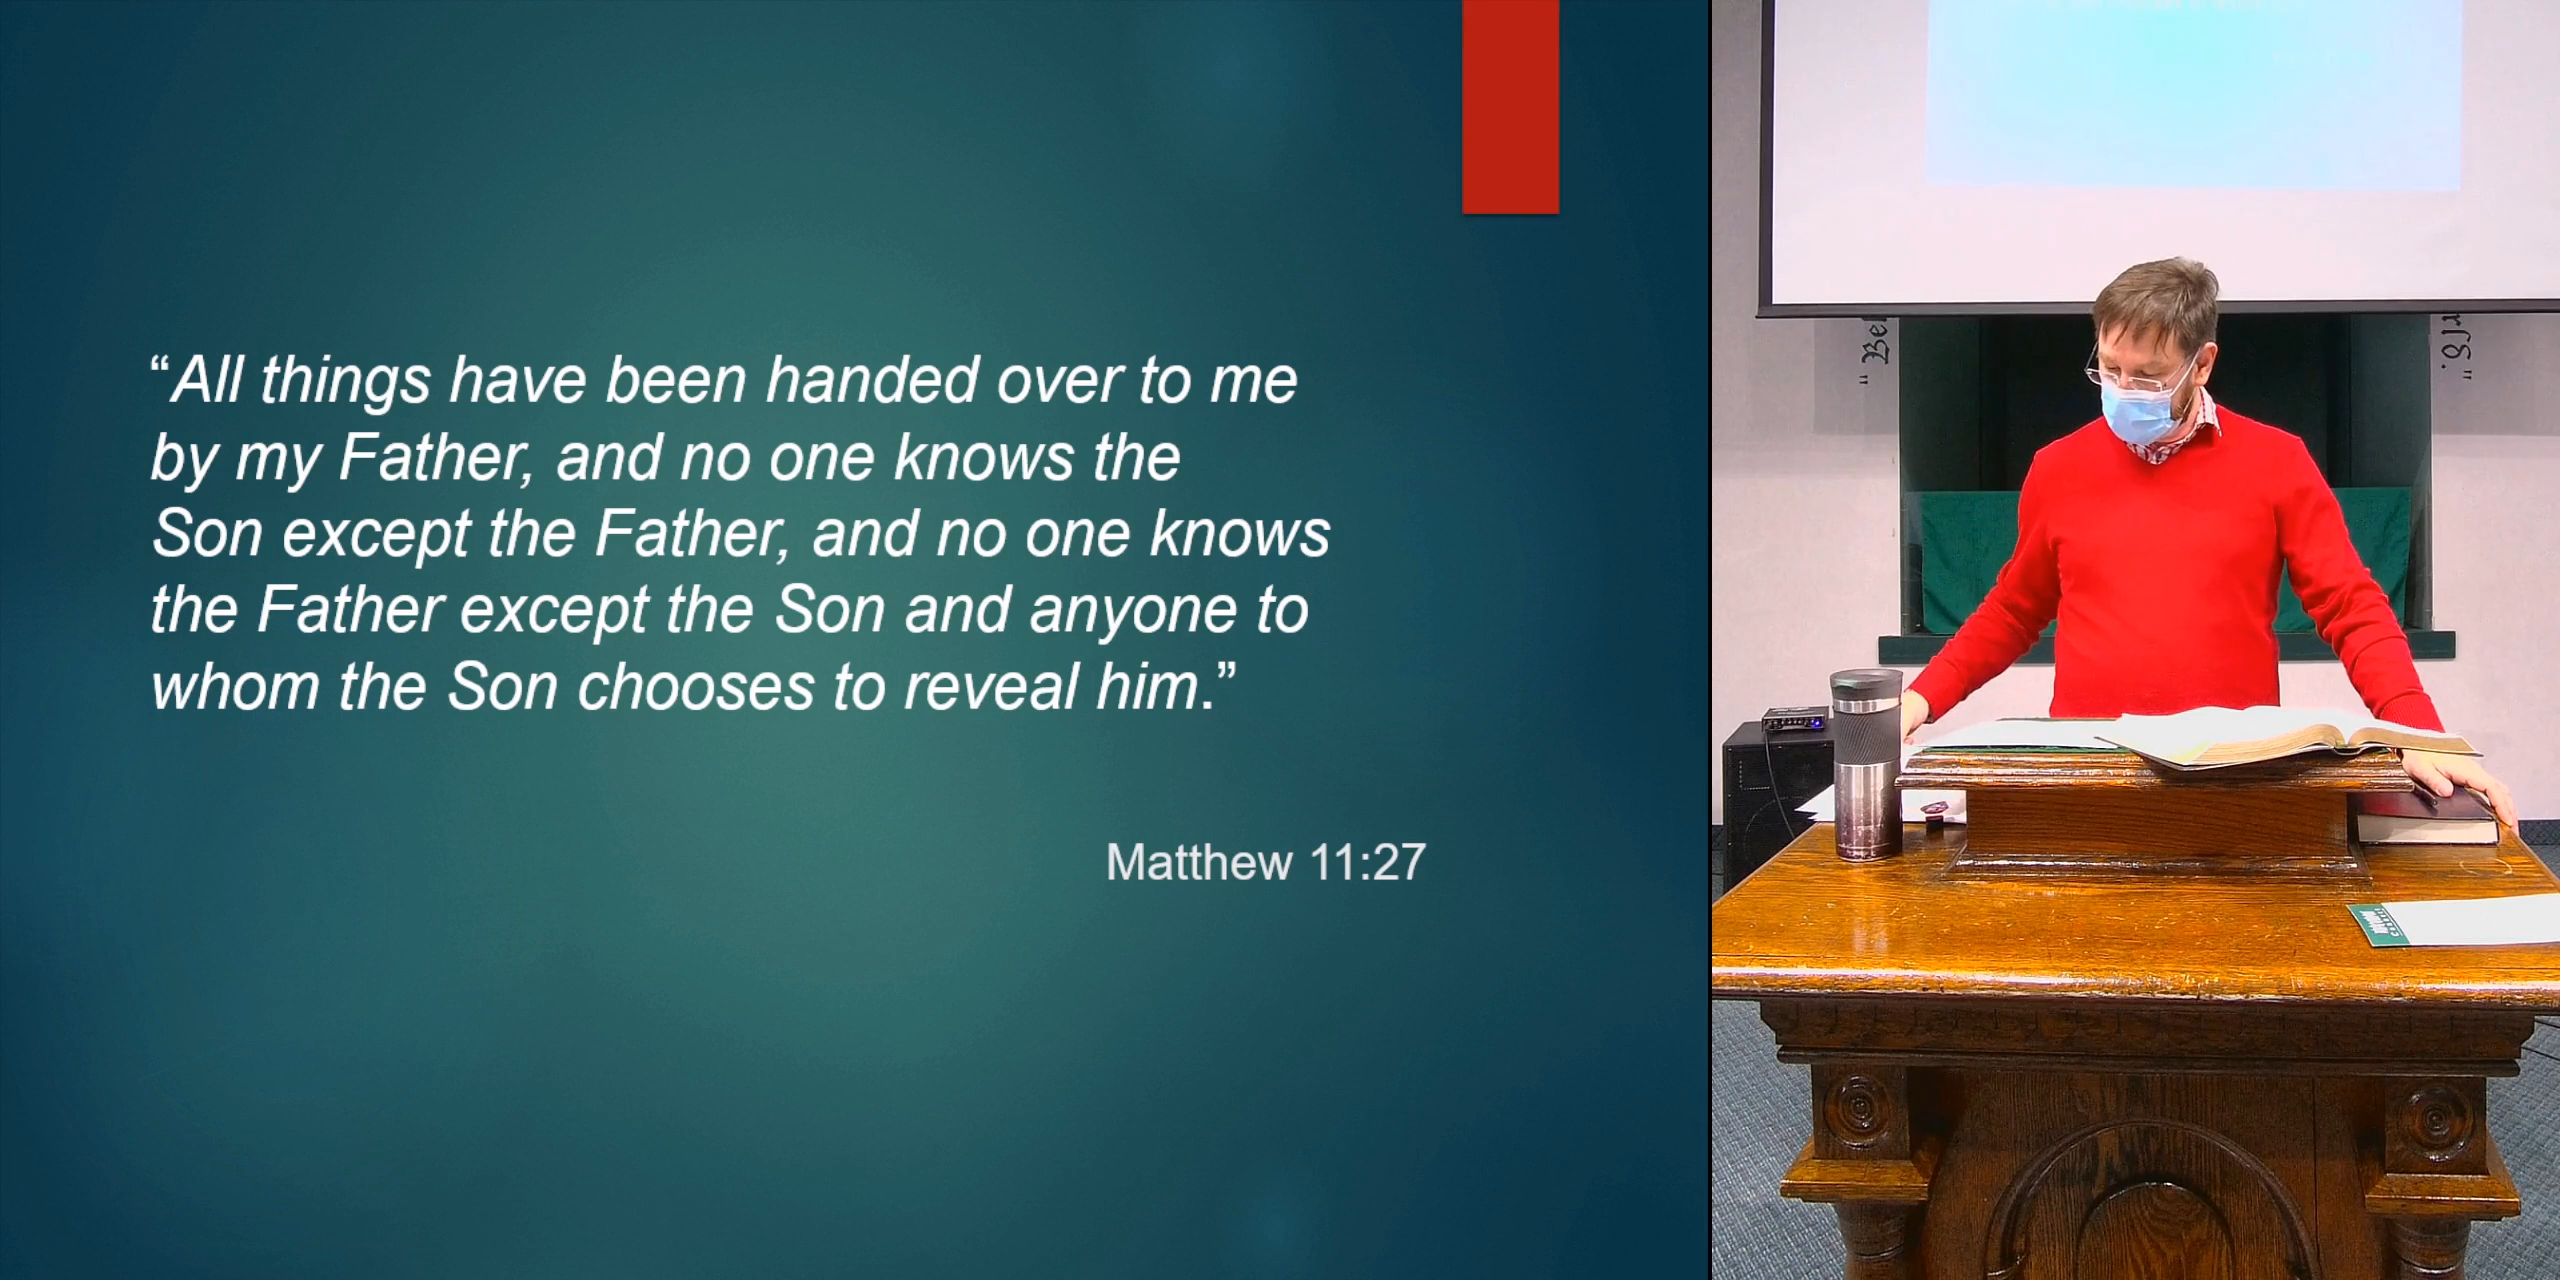 “All things have been handed over to me
by my Father, and no one knows the
Son except the Father, and no one knows
the Father except the Son and anyone to
whom the Son chooses to reveal him.”
Matthew 11:27
" Be
rs. "